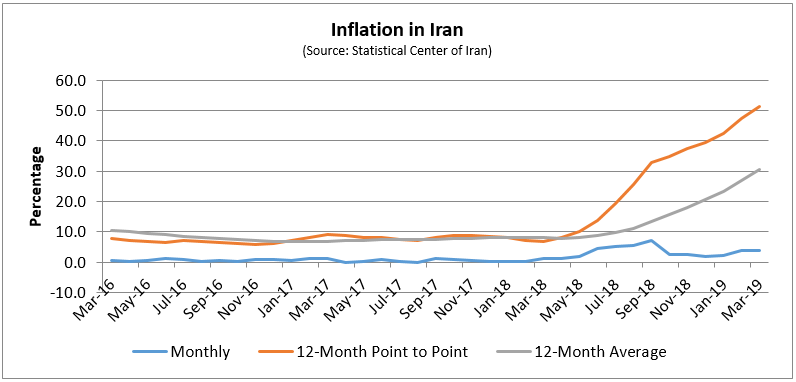 Inflation in Iran
(Source: Statistical Center of Iran)
Percentage
60.0
50.0
40.0
30.0
20.0
10.0
0.0
-10.0
Mar-16
May-16
Jul-16
Sep-16
Nov-16
Jan-17
Mar-17
May-17
Jul-17
Sep-17
Nov-17
Jan-18
Mar-18
May-18
Jul-18
Sep-18
Nov-18
Jan-19
Mar-19
Monthly 12-Month Point to Point 12-Month Average